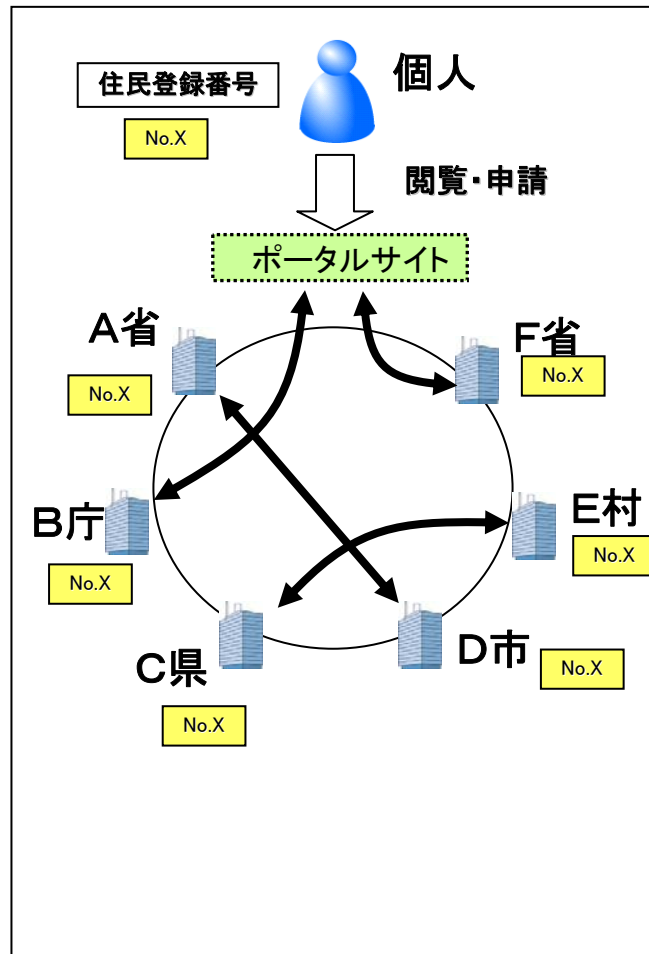 個人
住民登録番号
No.X
閲覧・申請
ポータルサイト
A省
F省
No.X
No.X
B庁
E村
No.X
No.X
C県
D市
No.X
No.X